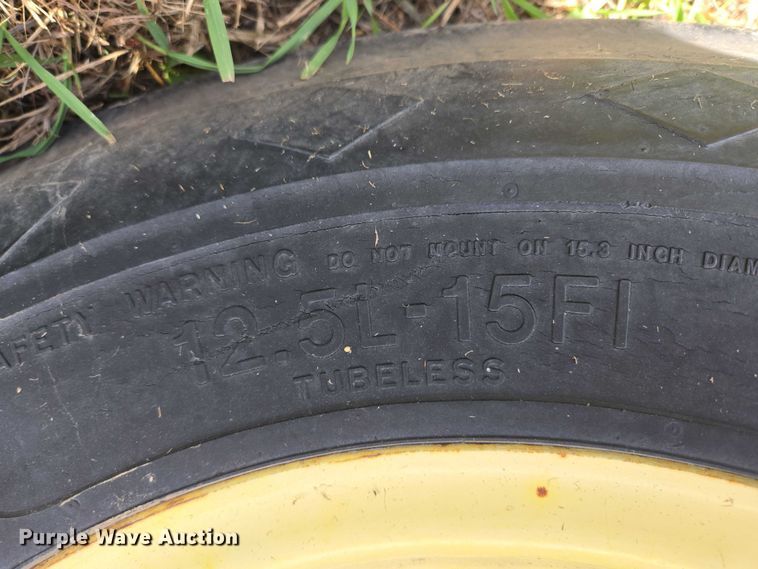 AFETY WARNING DO NOT MOUNT ON 15.3 INCH DIAM
12.5L-15FI
TUBELESS
Purple Wave Auction